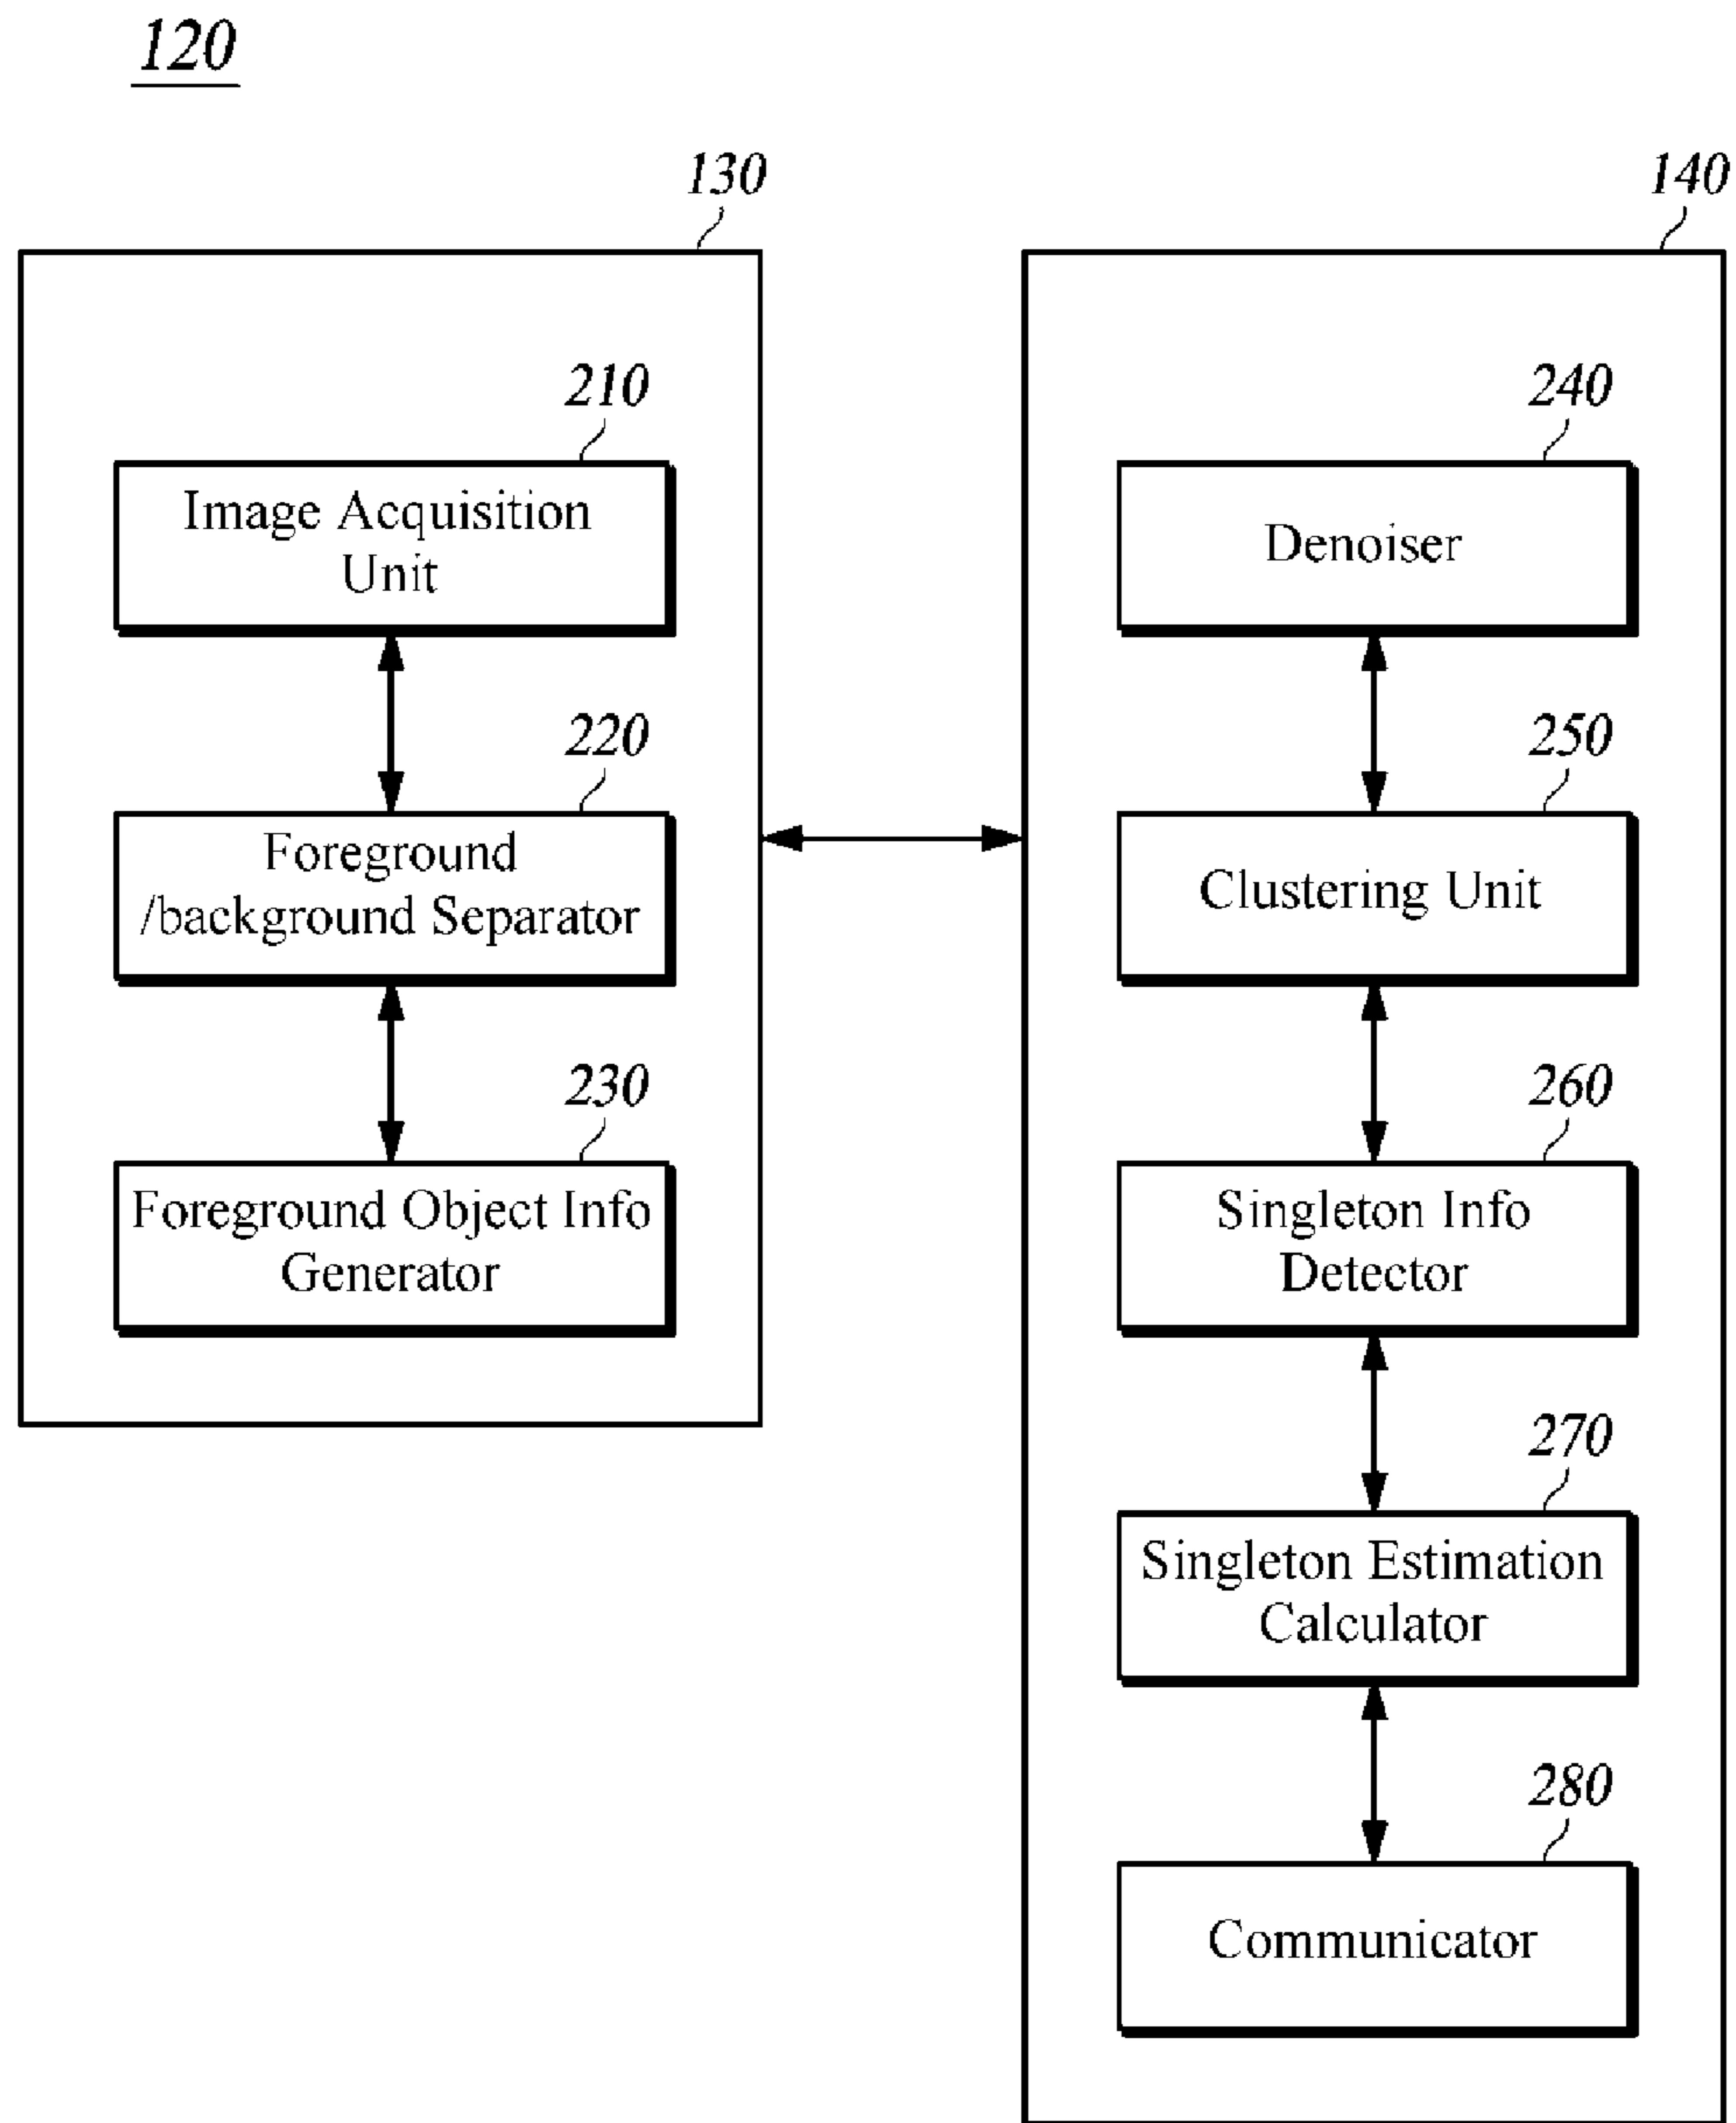 120
130
210
Image Acquisition
Unit
220
Foreground
/background Separator
230
Foreground Object Info
Generator
140
240
Denoiser
250
Clustering Unit
260
Singleton Info
Detector
270
Singleton Estimation
Calculator
280
Communicator